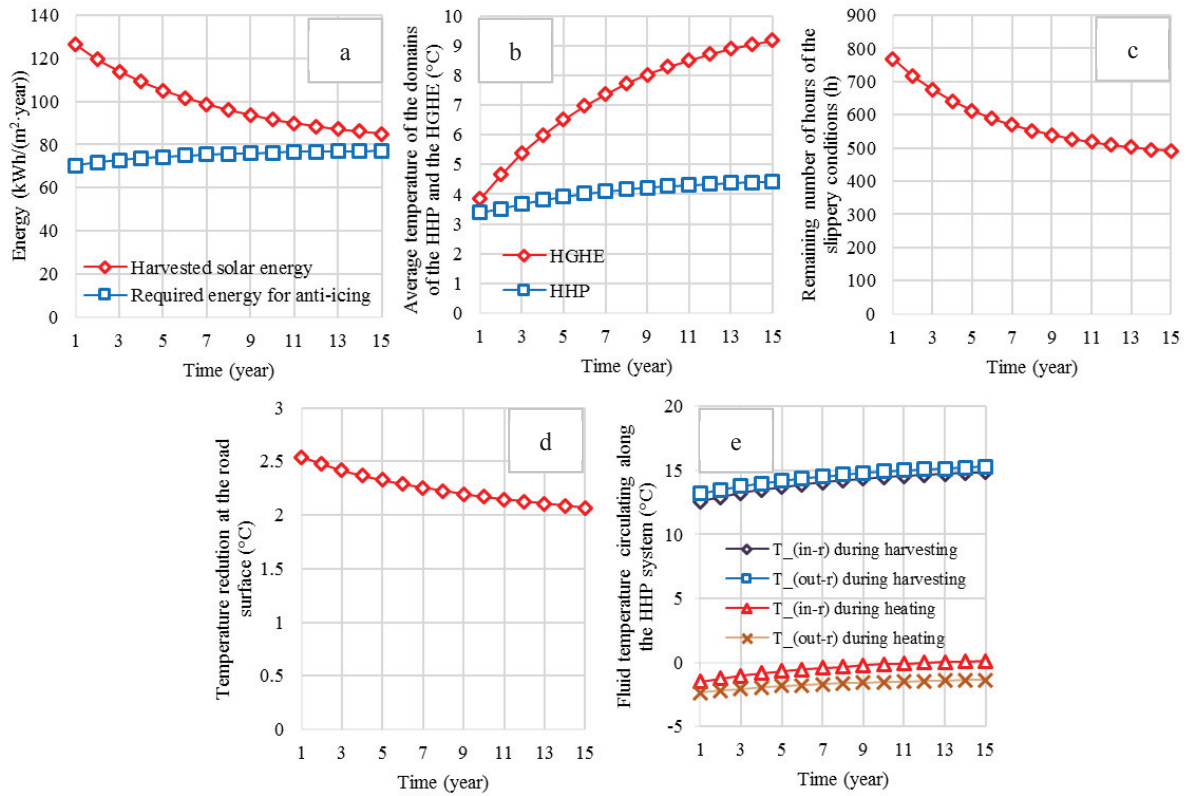 a
Energy (kWh/(m²·year))
140
120
100
80
60
40
20
0
Harvested solar energy
Required energy for anti-icing
1 3 5 7 9 11 13 15
Time (year)
b
Average temperature of the domains
of the HHP and the HGHE (°C)
10
9
8
7
6
5
4
3
2
1
0
HGHE
HHP
1 3 5 7 9 11 13 15
Time (year)
c
Remaining number of hours of the
slippery conditions (h)
900
800
700
600
500
400
300
200
100
0
1 3 5 7 9 11 13 15
Time (year)
d
Temperature redution at the road
surface (°C)
3
2.5
2
1.5
1
0.5
0
1 3 5 7 9 11 13 15
Time (year)
e
Fluid temperature circulating along
the HHP system (°C)
20
15
10
5
0
-5
T_(in-r) during harvesting
T_(out-r) during harvesting
T_(in-r) during heating
T_(out-r) during heating
1 3 5 7 9 11 13 15
Time (year)